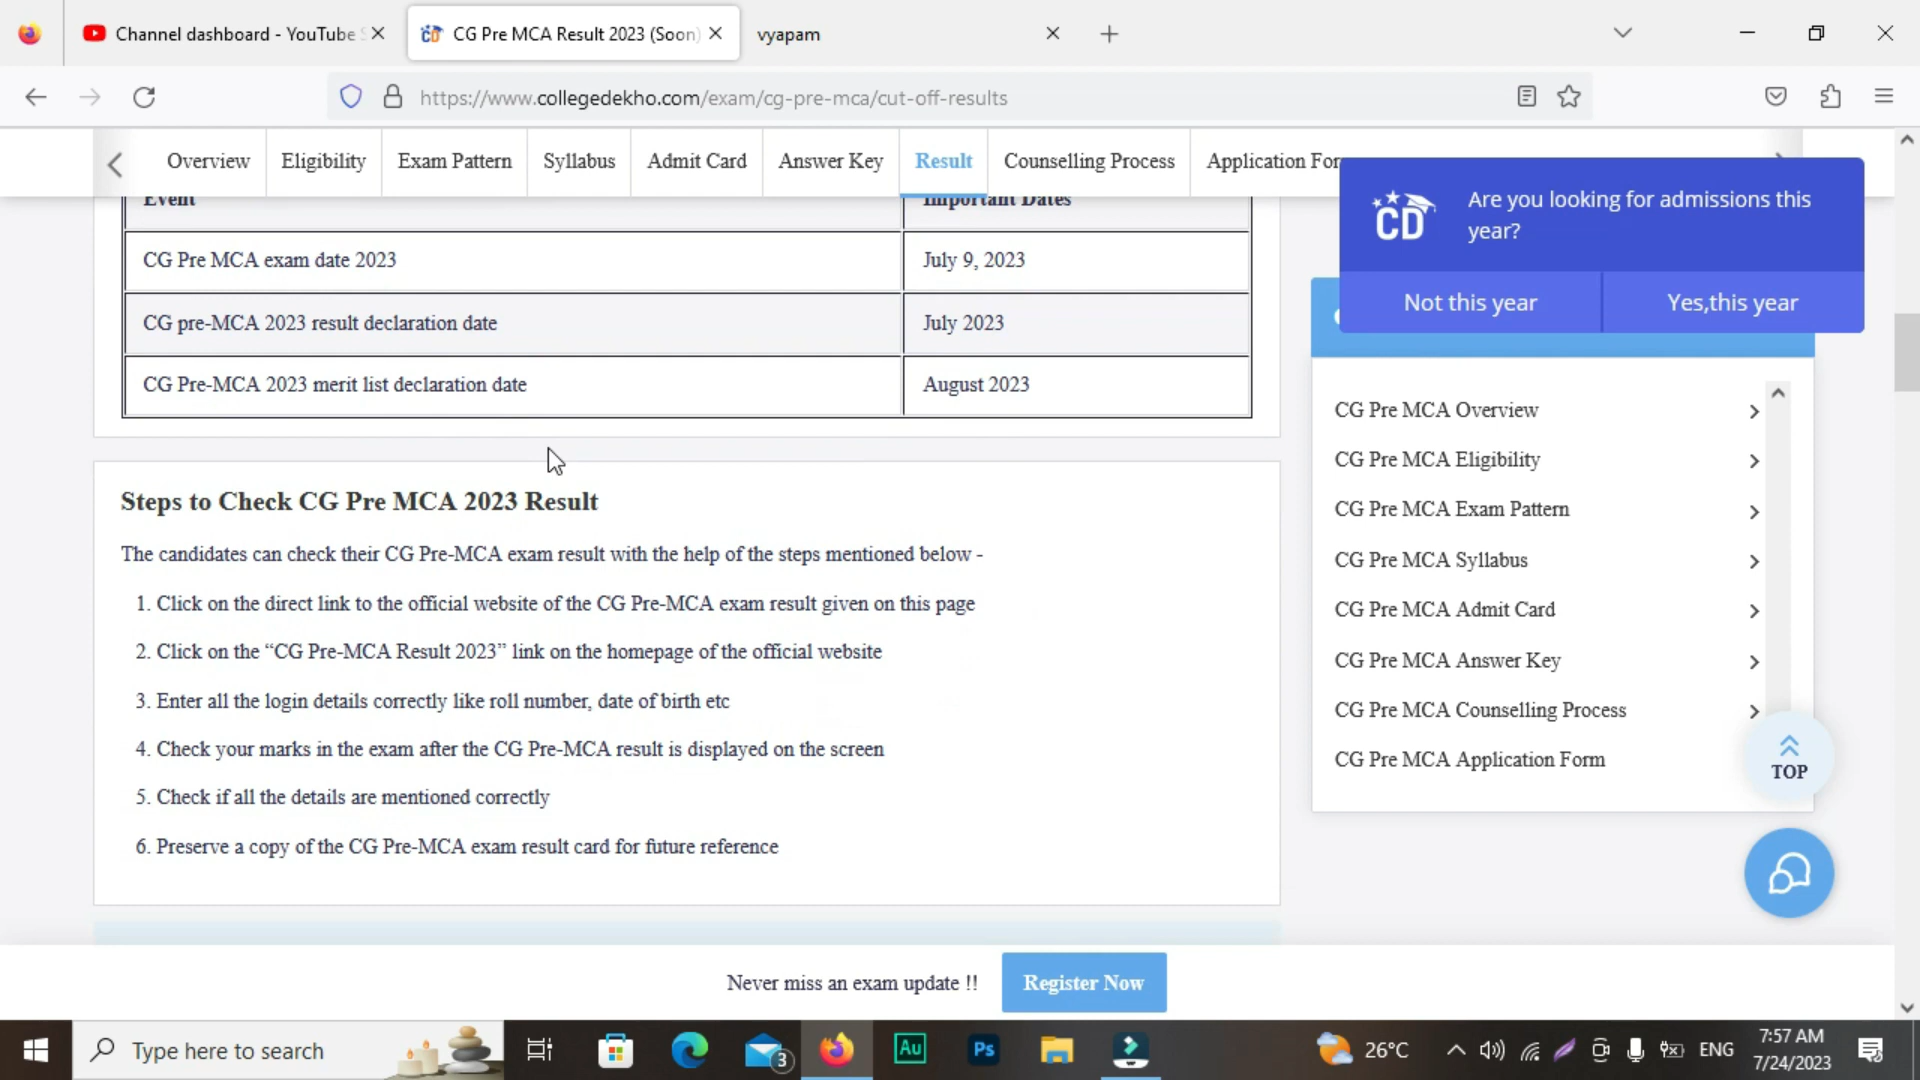 Channel dashboard - YouTube S
CG Pre MCA Result 2023 (Soon)
vyapam
https://www.collegedekho.com/exam/cg-pre-mca/cut-off-results
Overview
Eligibility
Exam Pattern
Syllabus
Admit Card
Answer Key
Result
Counselling Process
Application For
CD
Are you looking for admissions this
year?
Not this year
Yes,this year
Event
Important Dates
CG Pre MCA exam date 2023
July 9, 2023
CG pre-MCA 2023 result declaration date
July 2023
CG Pre-MCA 2023 merit list declaration date
August 2023
Steps to Check CG Pre MCA 2023 Result
The candidates can check their CG Pre-MCA exam result with the help of the steps mentioned below -
1. Click on the direct link to the official website of the CG Pre-MCA exam result given on this page
2. Click on the “CG Pre-MCA Result 2023” link on the homepage of the official website
3. Enter all the login details correctly like roll number, date of birth etc
4. Check your marks in the exam after the CG Pre-MCA result is displayed on the screen
5. Check if all the details are mentioned correctly
6. Preserve a copy of the CG Pre-MCA exam result card for future reference
CG Pre MCA Overview
CG Pre MCA Eligibility
CG Pre MCA Exam Pattern
CG Pre MCA Syllabus
CG Pre MCA Admit Card
CG Pre MCA Answer Key
CG Pre MCA Counselling Process
CG Pre MCA Application Form
TOP
Never miss an exam update !!
Register Now
Type here to search
3
Au
Ps
26°C
ENG
7:57 AM
7/24/2023